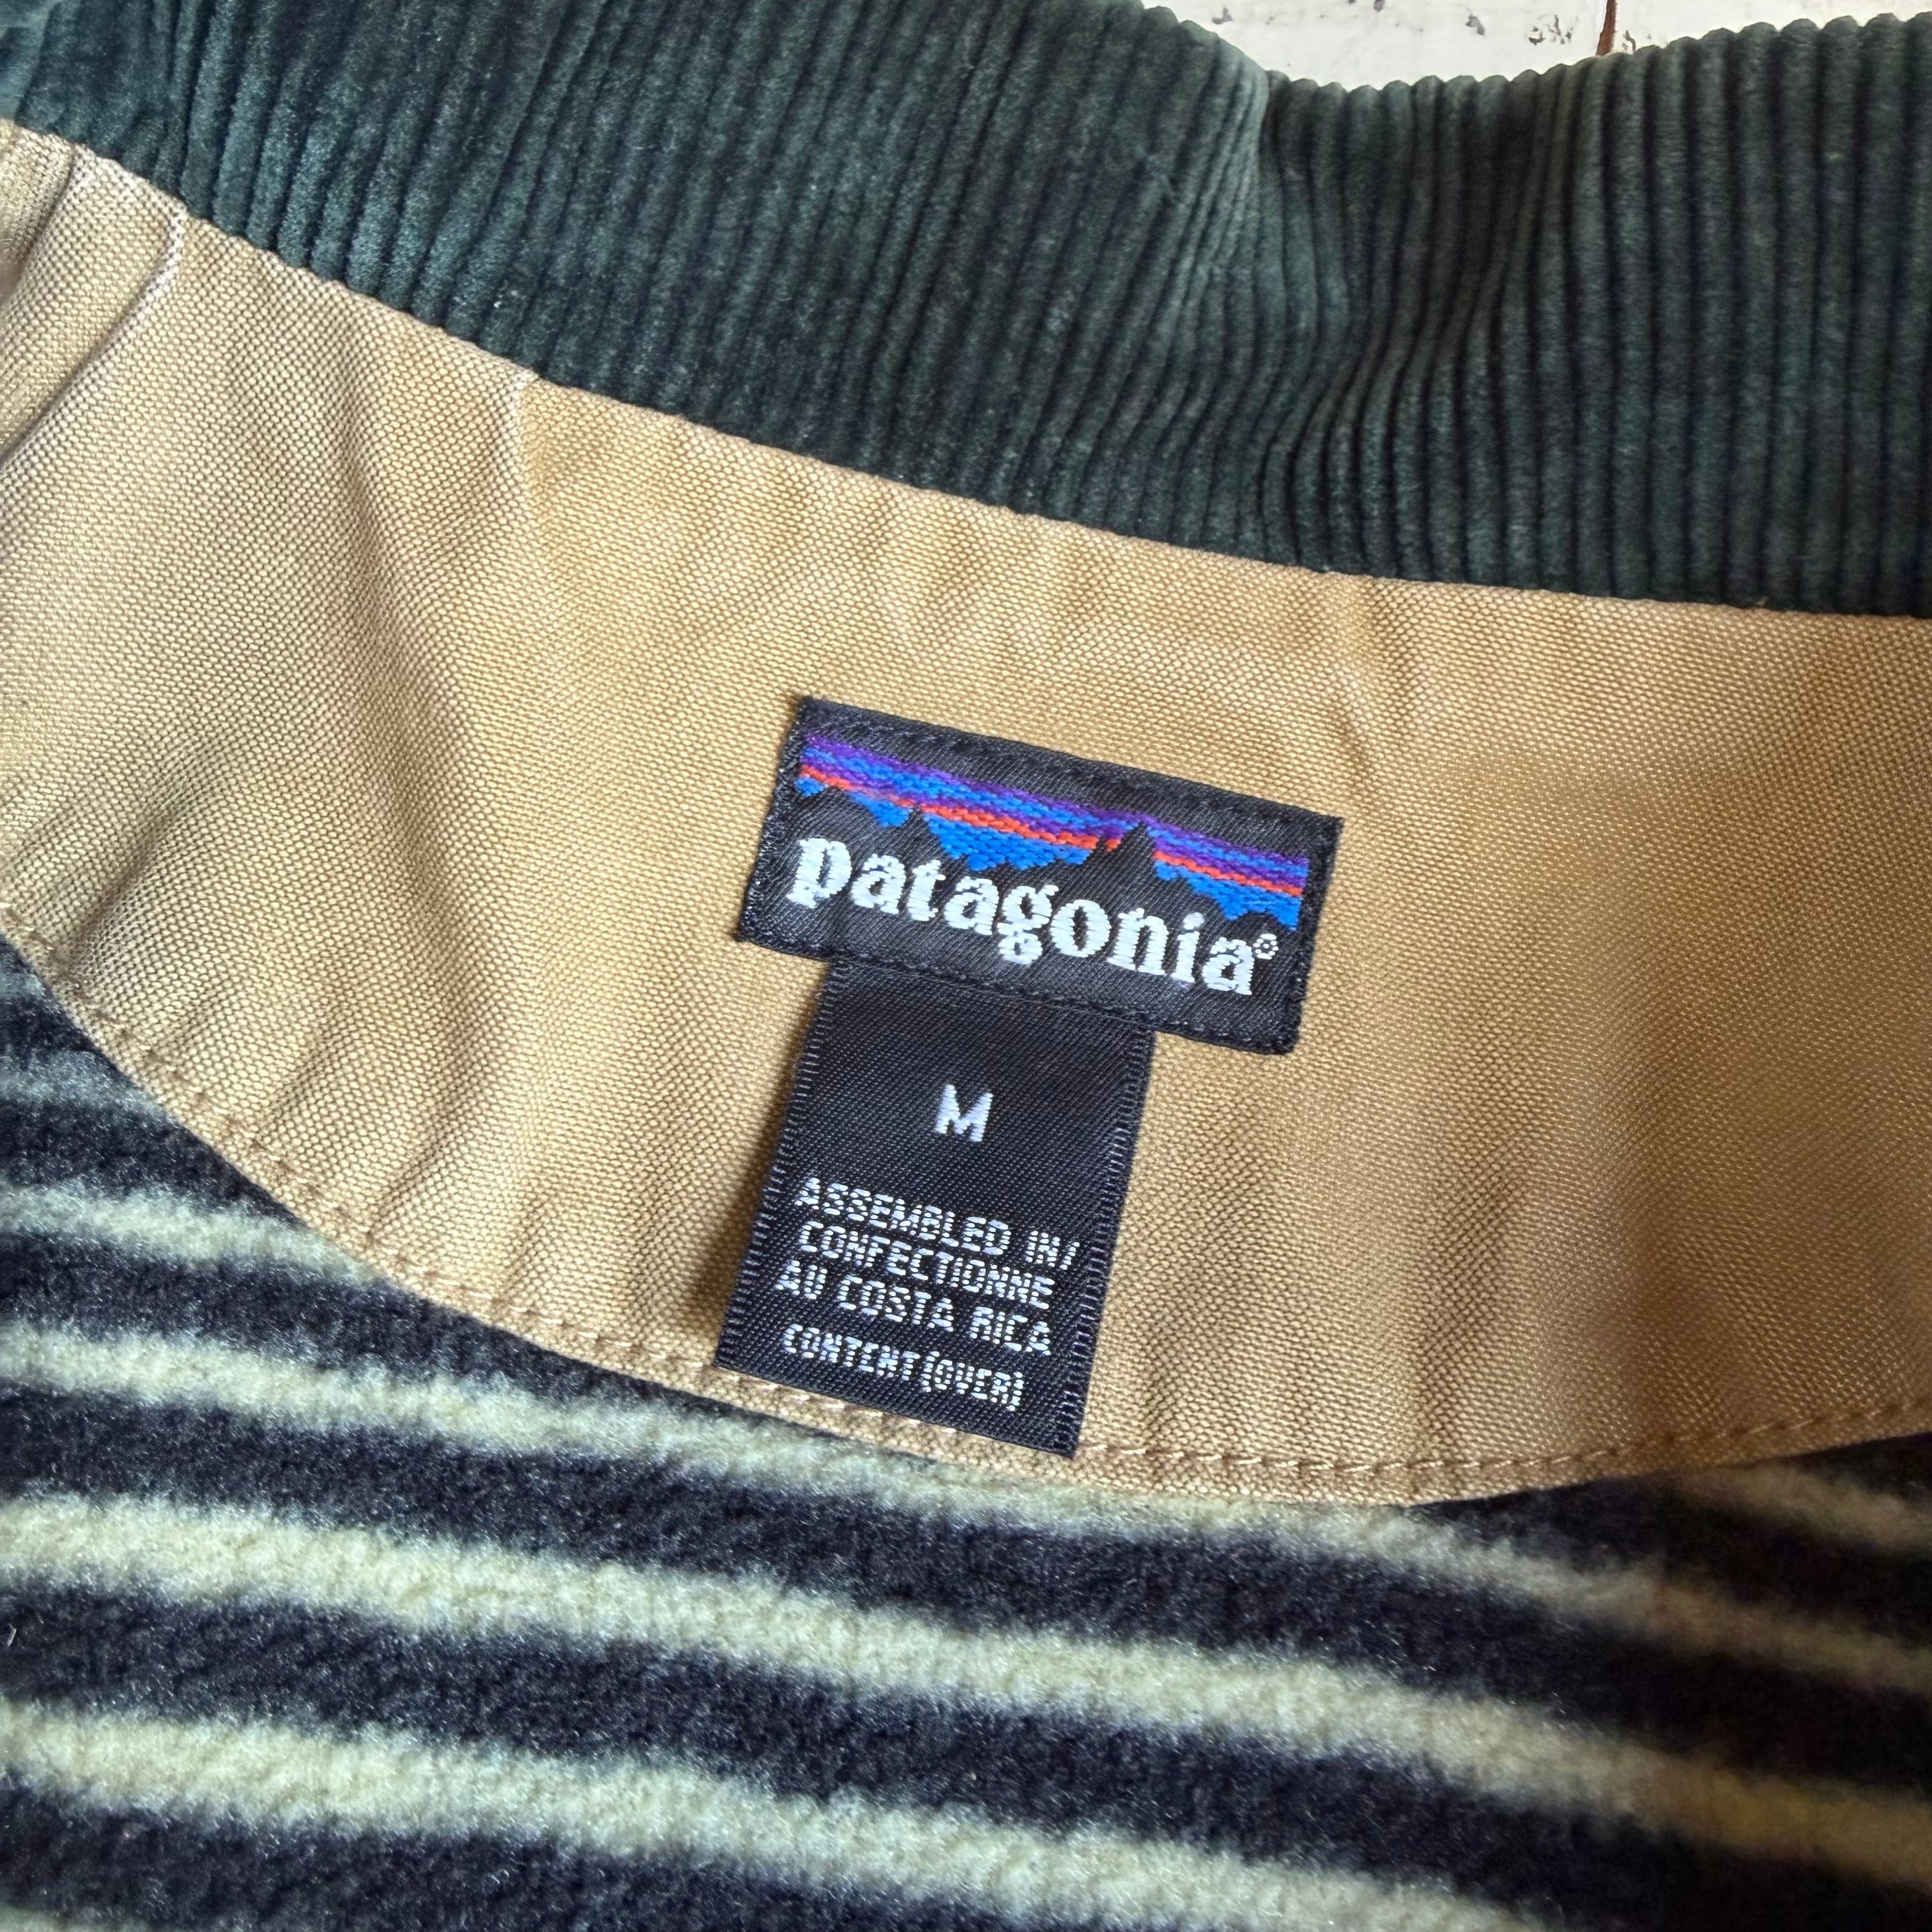 patagonia®
M
ASSEMBLED IN/
CONFECTIONNE
AU COSTA RICA
CONTENT(OVER)